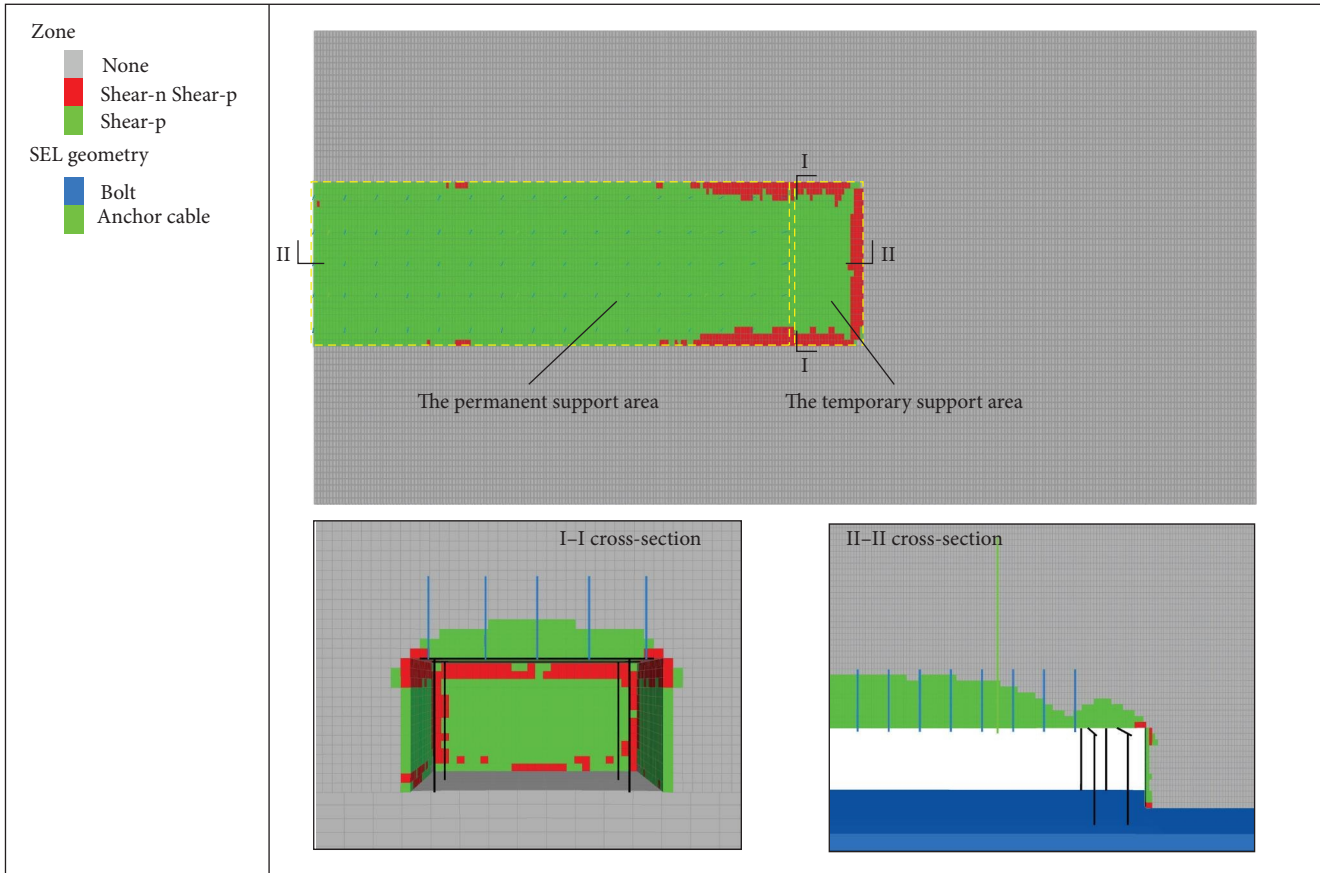 Zone
None
Shear-n Shear-p
Shear-p
SEL geometry
Bolt
Anchor cable
I
II
II
I
The permanent support area
The temporary support area
I–I cross-section
II–II cross-section